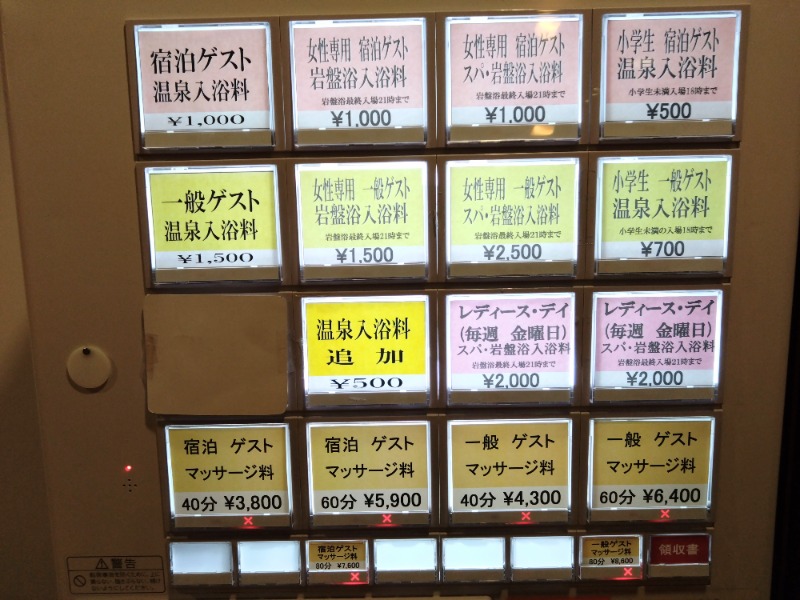 宿泊ゲスト
温泉入浴料
¥1,000
女性専用 宿泊ゲスト
岩盤浴入浴料
岩盤浴最終入場21時まで
¥1,000
女性専用 宿泊ゲスト
スパ・岩盤浴入浴料
岩盤浴最終入場21時まで
¥1,000
小学生 宿泊ゲスト
温泉入浴料
小学生未満入場18時まで
¥500
一般ゲスト
温泉入浴料
¥1,500
女性専用 一般ゲスト
岩盤浴入浴料
岩盤浴最終入場21時まで
¥1,500
女性専用 一般ゲスト
スパ・岩盤浴入浴料
岩盤浴最終入場21時まで
¥2,500
小学生 一般ゲスト
温泉入浴料
小学生未満の入場18時まで
¥700
温泉入浴料
追加
¥500
レディース・デイ
(毎週 金曜日)
スパ・岩盤浴入浴料
岩盤浴最終入場21時まで
¥2,000
レディース・デイ
(毎週 金曜日)
スパ・岩盤浴入浴料
岩盤浴最終入場21時まで
¥2,000
宿泊 ゲスト
マッサージ料
40分 ¥3,800
宿泊 ゲスト
マッサージ料
60分 ¥5,900
一般 ゲスト
マッサージ料
40分 ¥4,300
一般 ゲスト
マッサージ料
60分 ¥6,400
宿泊ゲスト
マッサージ料
80分 ¥7,800
一般ゲスト
マッサージ料
80分
領収書
警告